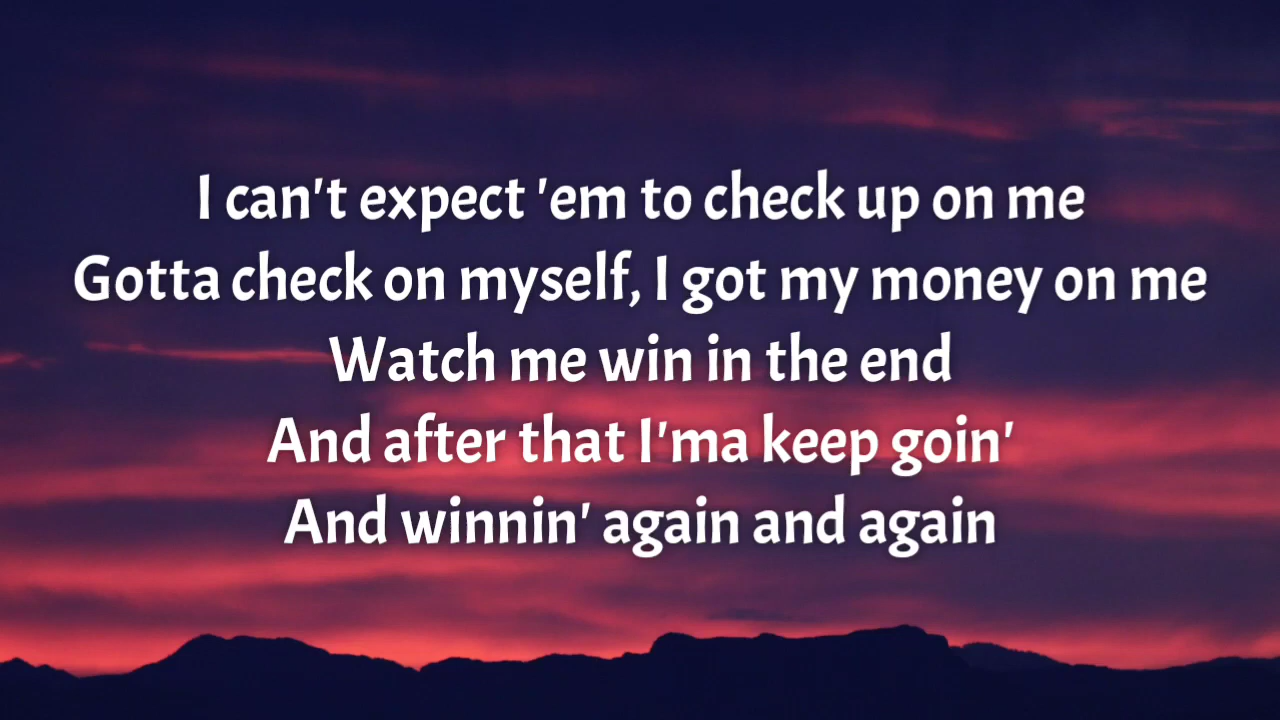 I can't expect 'em to check up on me
Gotta check on myself, I got my money on me
Watch me win in the end
And after that I'ma keep goin'
And winnin' again and again